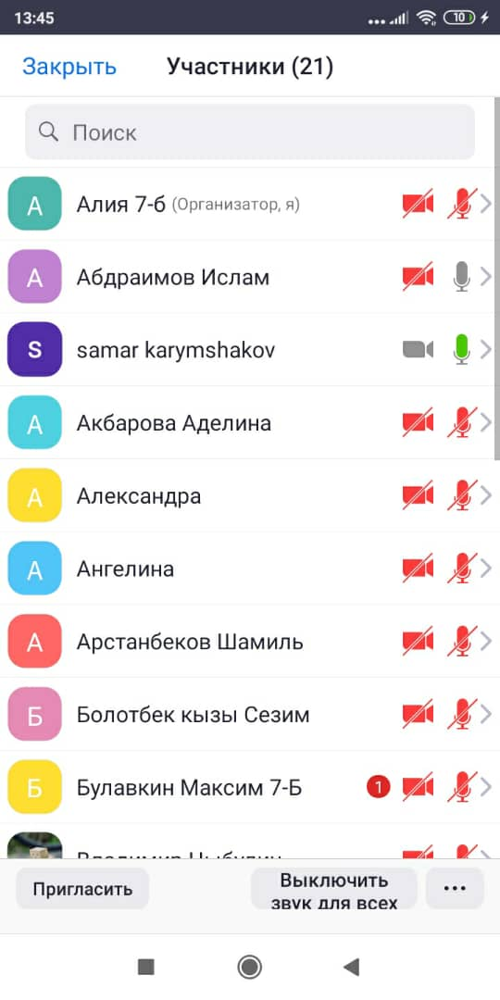 13:45
10
Закрыть
Участники (21)
Поиск
А
Алия 7-б (Организатор, я)
А
Абдраимов Ислам
S
samar karymshakov
А
Акбарова Аделина
А
Александра
А
Ангелина
А
Арстанбеков Шамиль
Б
Болотбек кызы Сезим
Б
Булавкин Максим 7-Б
1
Пригласить
Выключить
звук для всех